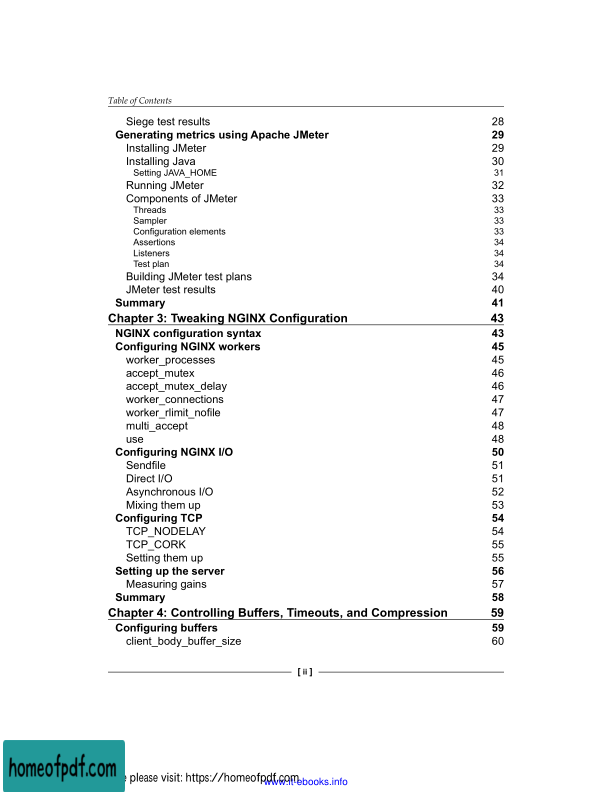 Table of Contents
Siege test results 28
Generating metrics using Apache JMeter 29
Installing JMeter 29
Installing Java 30
Setting JAVA_HOME 31
Running JMeter 32
Components of JMeter 33
Threads 33
Sampler 33
Configuration elements 33
Assertions 34
Listeners 34
Test plan 34
Building JMeter test plans 34
JMeter test results 40
Summary 41
Chapter 3: Tweaking NGINX Configuration 43
NGINX configuration syntax 43
Configuring NGINX workers 45
worker_processes 45
accept_mutex 46
accept_mutex_delay 46
worker_connections 47
worker_rlimit_nofile 47
multi_accept 48
use 48
Configuring NGINX I/O 50
Sendfile 51
Direct I/O 51
Asynchronous I/O 52
Mixing them up 53
Configuring TCP 54
TCP_NODELAY 54
TCP_CORK 55
Setting them up 55
Setting up the server 56
Measuring gains 57
Summary 58
Chapter 4: Controlling Buffers, Timeouts, and Compression 59
Configuring buffers 59
client_body_buffer_size 60
[ ii ]
homeofpdf.com
please visit: https://homeofpdf.com
www.it-ebooks.info